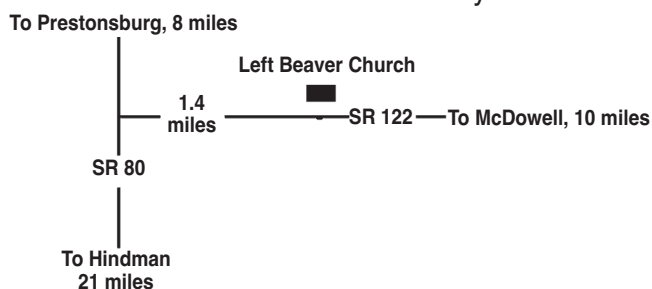 To Prestonsburg, 8 miles
Left Beaver Church
1.4
miles
SR 122
To McDowell, 10 miles
SR 80
To Hindman
21 miles